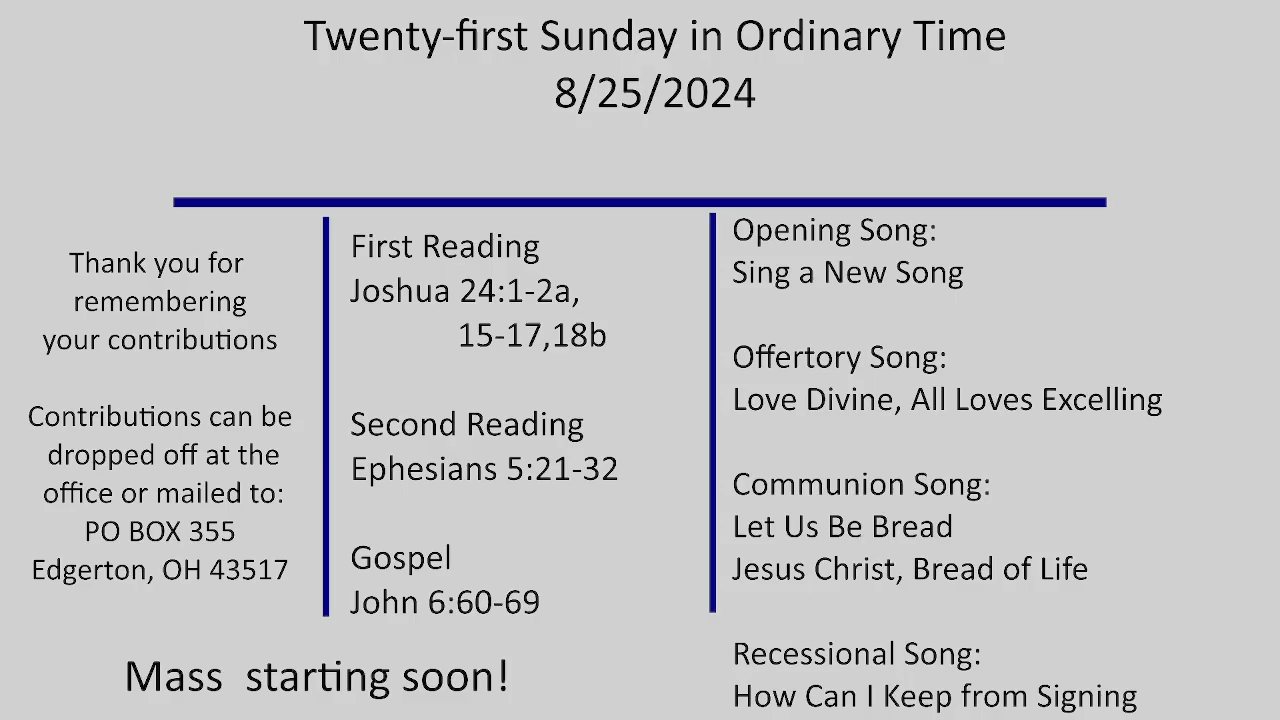 Twenty-first Sunday in Ordinary Time
8/25/2024
Thank you for
remembering
your contributions
Contributions can be
dropped off at the
office or mailed to:
PO BOX 355
Edgerton, OH 43517
First Reading
Joshua 24:1-2a,
15-17,18b
Second Reading
Ephesians 5:21-32
Gospel
John 6:60-69
Opening Song:
Sing a New Song
Offertory Song:
Love Divine, All Loves Excelling
Communion Song:
Let Us Be Bread
Jesus Christ, Bread of Life
Recessional Song:
How Can I Keep from Signing
Mass starting soon!